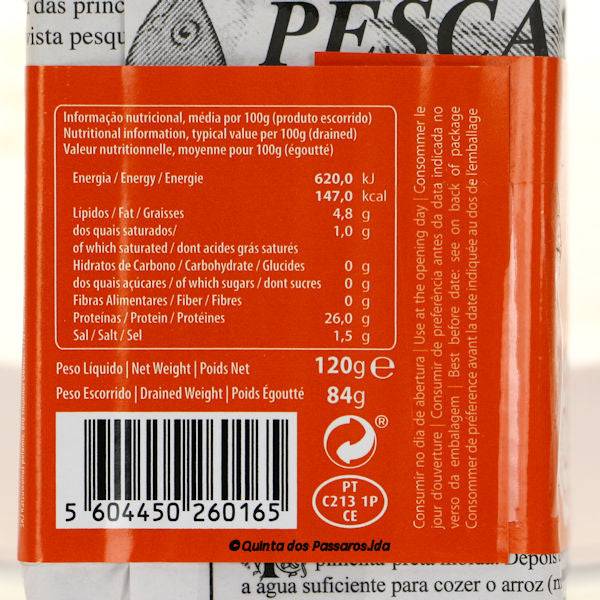 das princ
vista pesqu
PESCA
Informação nutricional, média por 100g (produto escorrido)
Nutritional information, typical value per 100g (drained)
Valeur nutritionnelle, moyenne pour 100g (égoutté)
Energia / Energy / Energie 620,0 kJ
147,0 kcal
Lípidos / Fat / Graisses 4,8 g
dos quais saturados/ 1,0 g
of which saturated / dont acides grás saturés
Hidratos de Carbono / Carbohydrate / Glucides 0 g
dos quais açúcares / of which sugars / dont sucres 0 g
Fibras Alimentares / Fiber / Fibres 0 g
Proteínas / Protein / Protéines 26,0 g
Sal / Salt / Sel 1,5 g
Peso Líquido | Net Weight | Poids Net 120g ℮
Peso Escorrido | Drained Weight | Poids Égoutté 84g
5 604450 260165
®
PT
C213 1P
CE
Consumir no dia de abertura | Use at the opening day | Consommer le
jour d'ouverture | Consumir de preferência antes da data indicada no
verso da embalagem | Best before date: see on back of package
Consommer de préférence avant la date indiquée au dos de l'emballage
©Quinta dos Passaros.lda
pimenta preta moída. Depois
a água suficiente para cozer o arroz (n